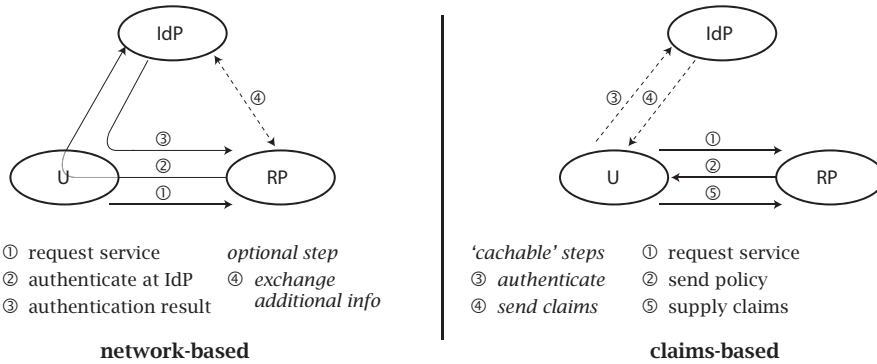 IdP
④
③
②
①
U
RP
① request service
② authenticate at IdP
③ authentication result
optional step
④ exchange
additional info
network-based
IdP
③ ④
①
②
⑤
U
RP
'cachable' steps
③ authenticate
④ send claims
① request service
② send policy
⑤ supply claims
claims-based